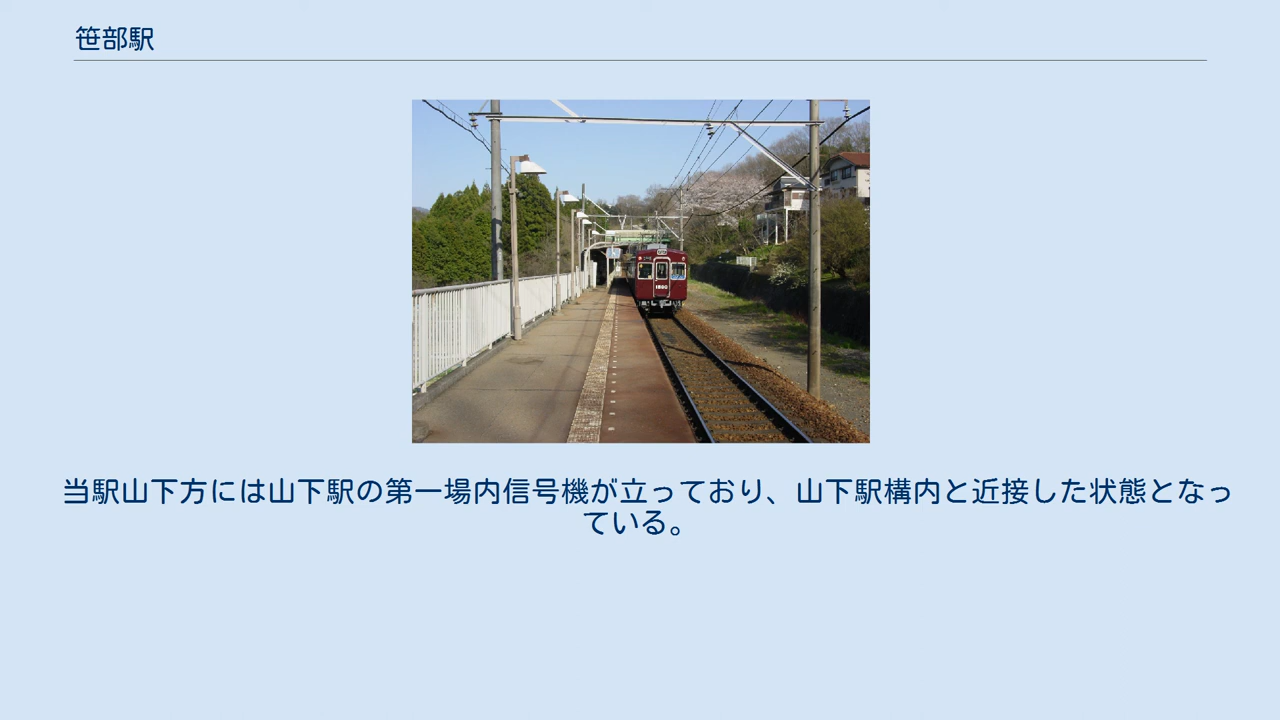 笹部駅
当駅山下方には山下駅の第一場内信号機が立っており、山下駅構内と近接した状態となっ
ている。